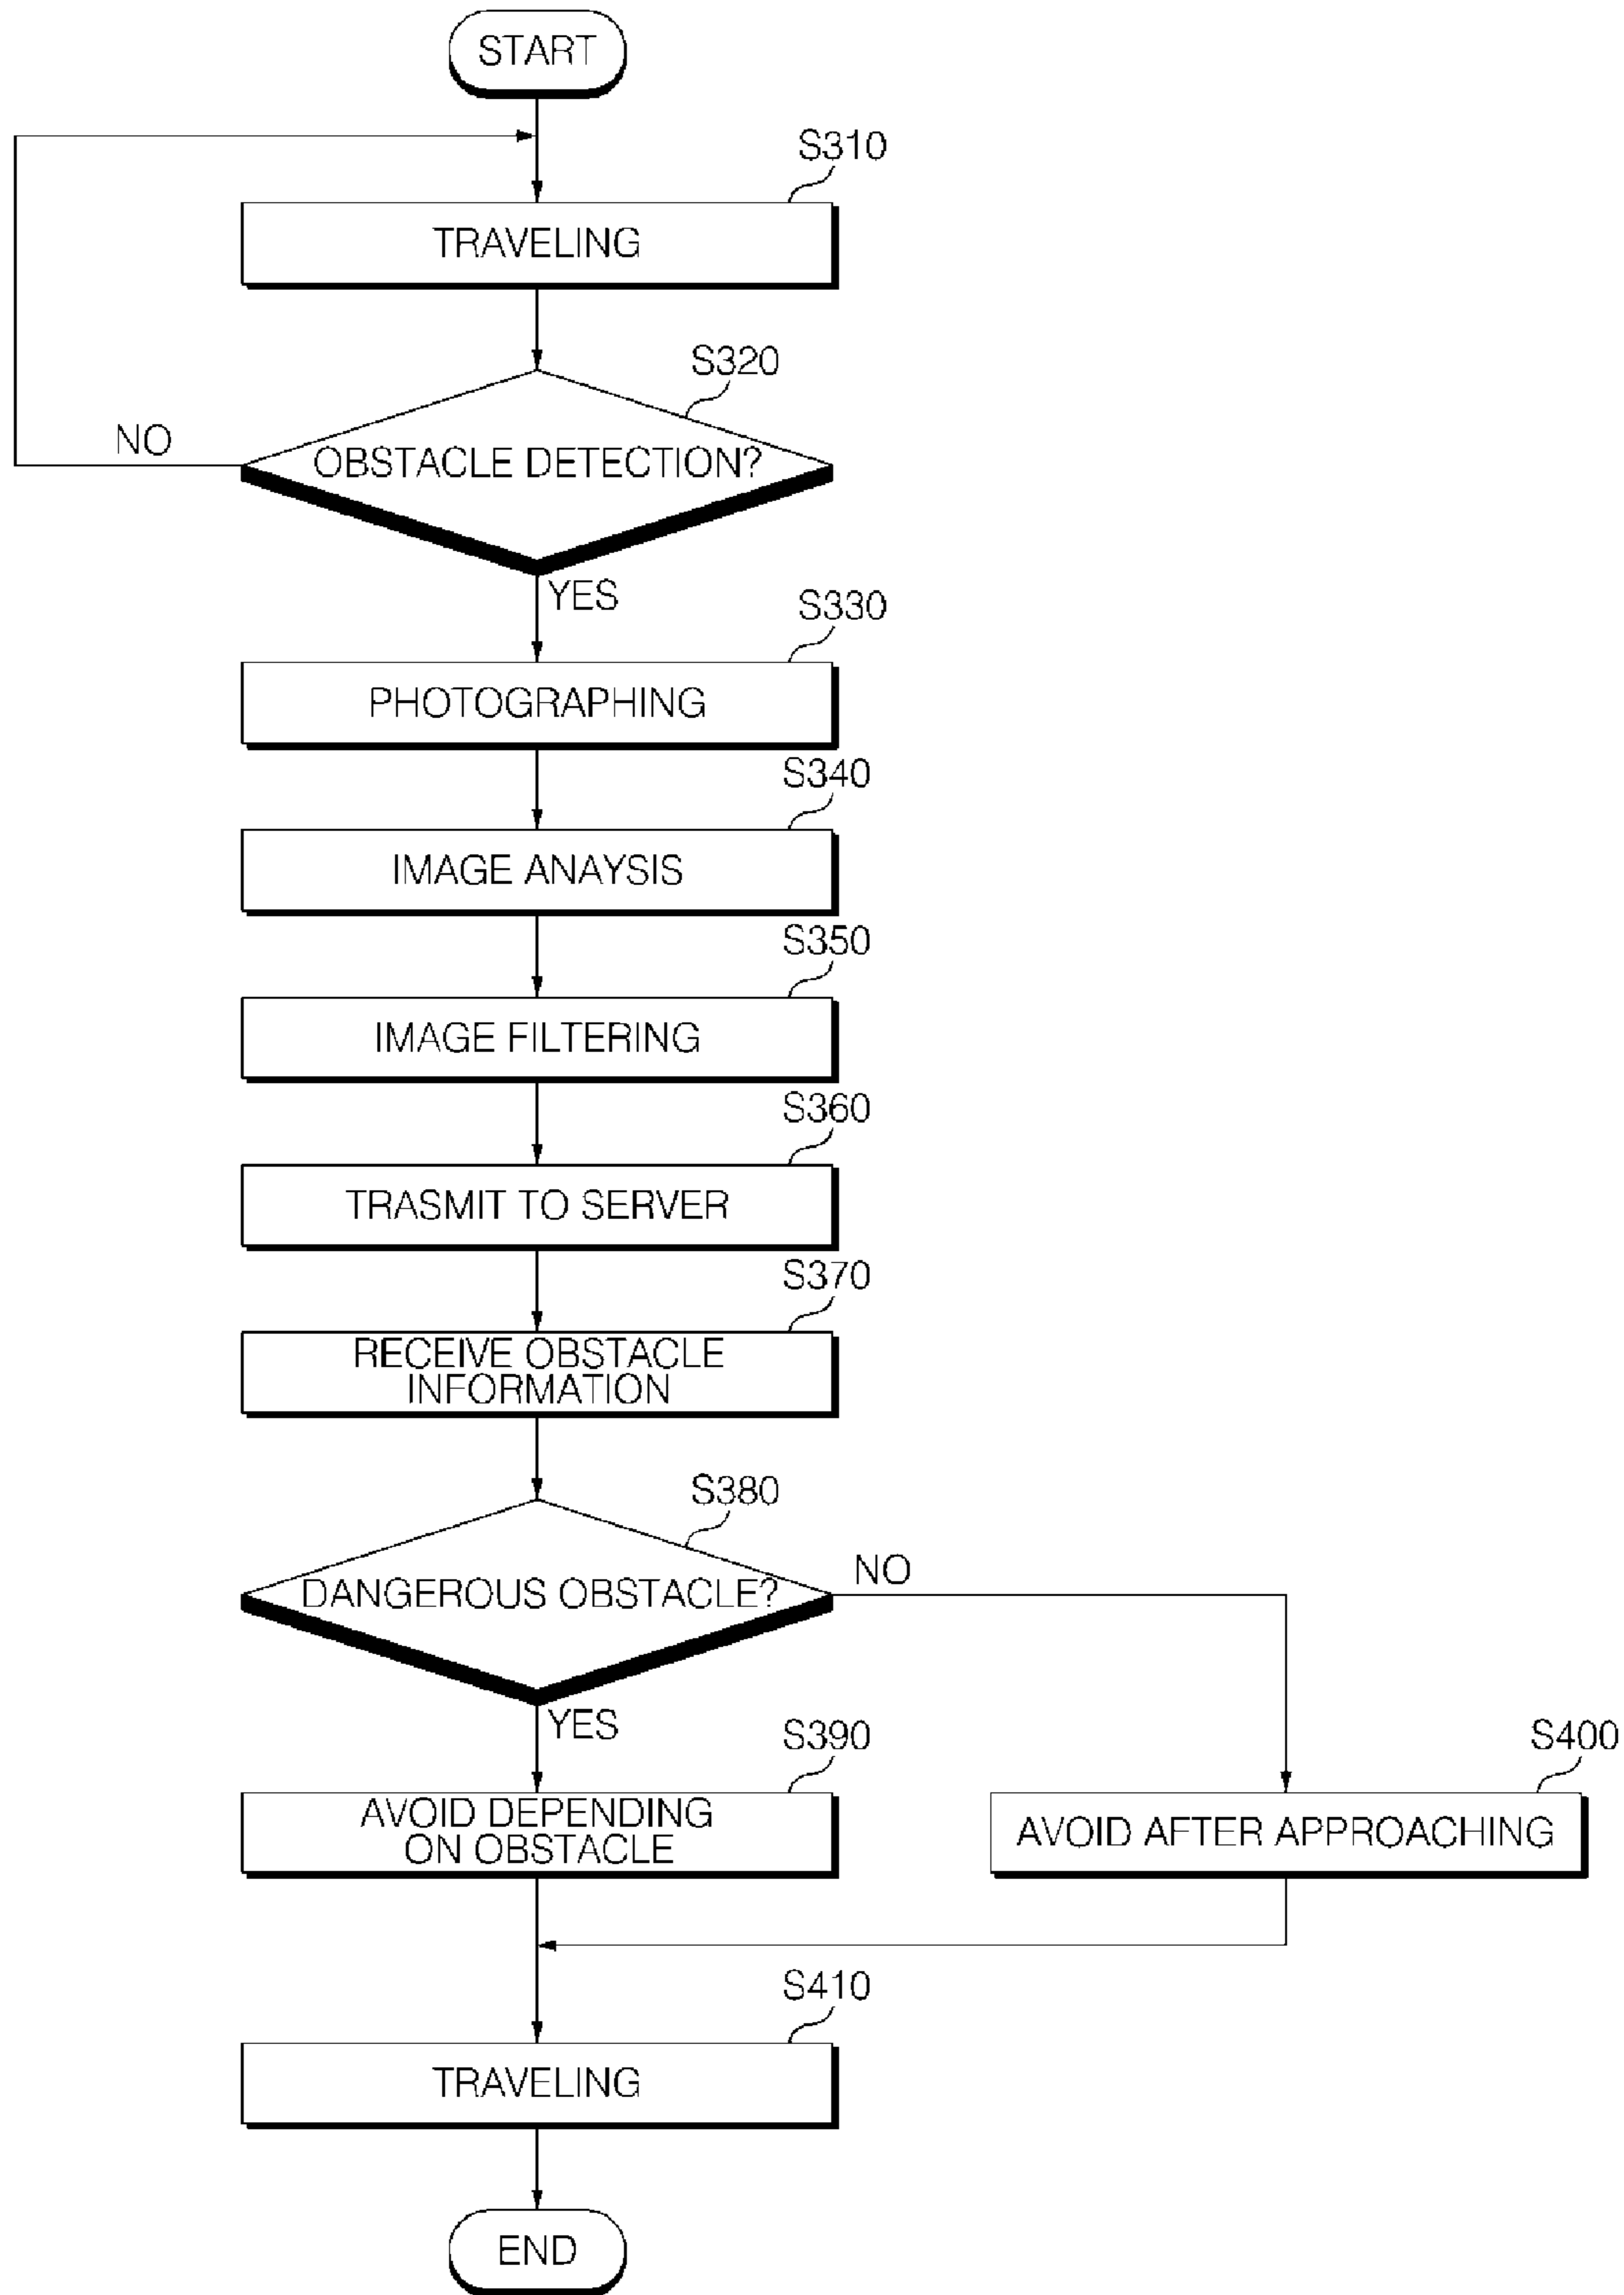 START
S310
TRAVELING
S320
OBSTACLE DETECTION?
NO
YES
S330
PHOTOGRAPHING
S340
IMAGE ANAYSIS
S350
IMAGE FILTERING
S360
TRASMIT TO SERVER
S370
RECEIVE OBSTACLE
INFORMATION
S380
DANGEROUS OBSTACLE?
NO
YES
S390
AVOID DEPENDING
ON OBSTACLE
S400
AVOID AFTER APPROACHING
S410
TRAVELING
END